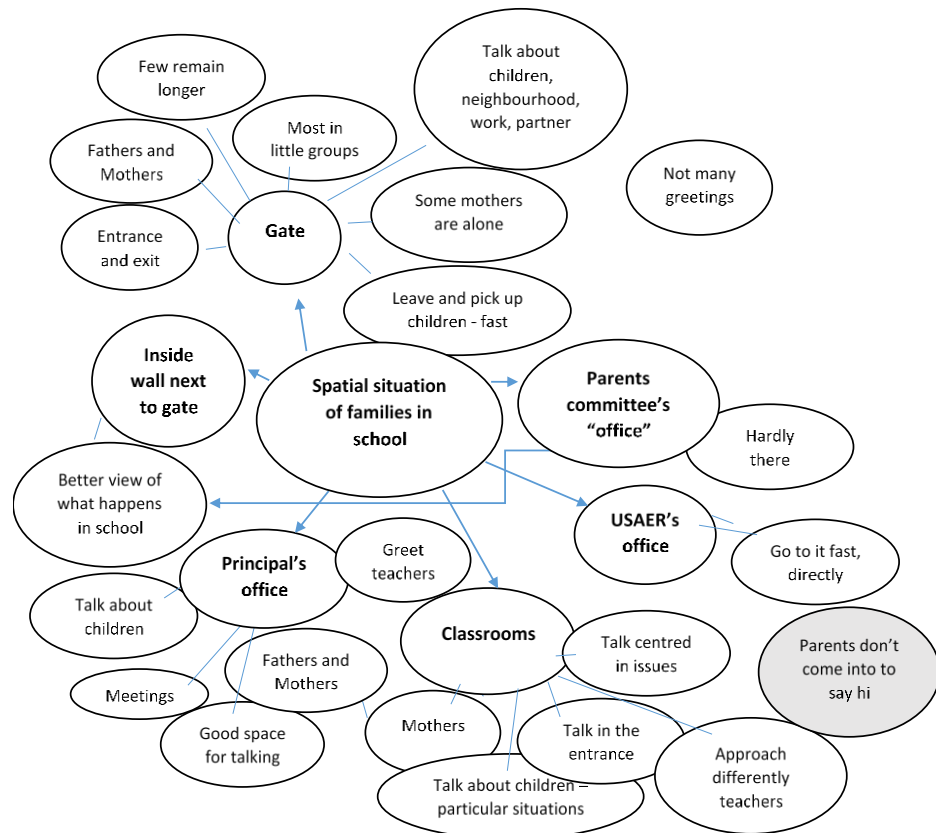 Few remain
longer
Talk about
children,
neighbourhood,
work, partner
Most in
little groups
Fathers and
Mothers
Not many
greetings
Some mothers
are alone
Gate
Entrance
and exit
Leave and pick up
children - fast
Inside
wall next
to gate
Spatial situation
of families in
school
Parents
committee's
“office”
Hardly
there
Better view of
what happens
in school
USAER's
office
Go to it fast,
directly
Principal's
office
Greet
teachers
Talk about
children
Classrooms
Talk centred
in issues
Parents don't
come into to
say hi
Fathers and
Mothers
Meetings
Mothers
Good space
for talking
Talk in the
entrance
Approach
differently
teachers
Talk about children –
particular situations